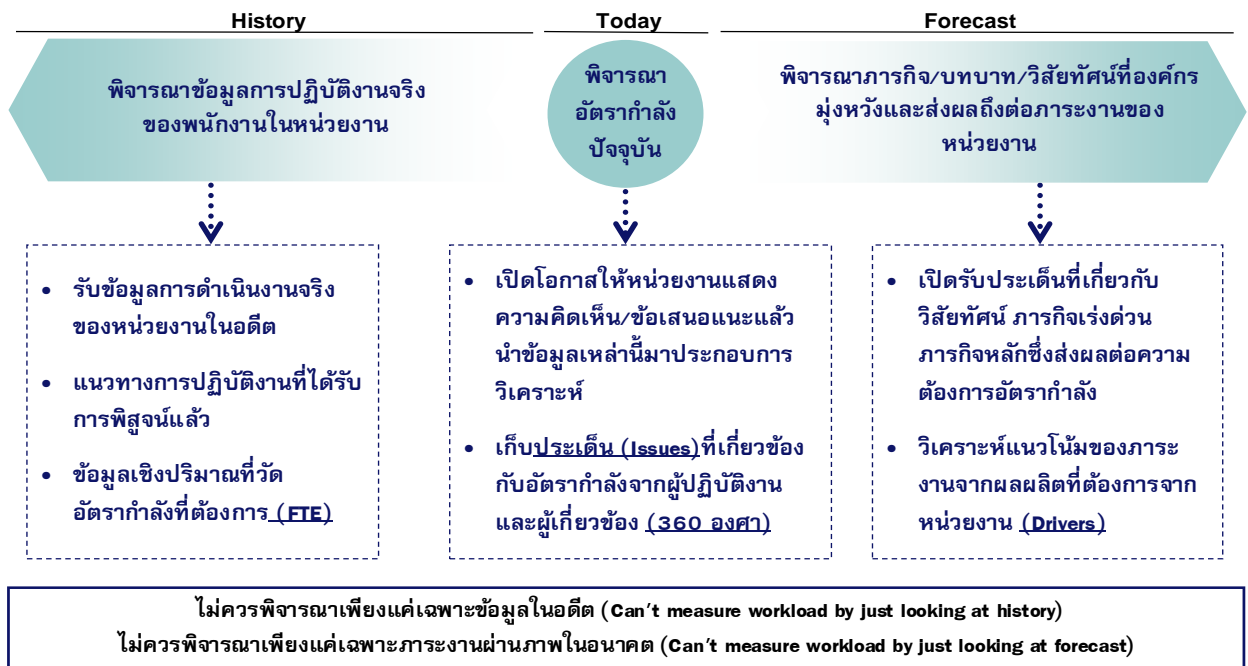 History
Today
Forecast
พิจารณาข้อมูลการปฏิบัติงานจริง
ของพนักงานในหน่วยงาน
พิจารณา
อัตรากำลัง
ปัจจุบัน
พิจารณาภารกิจ/บทบาท/วิสัยทัศน์ที่องค์กร
มุ่งหวังและส่งผลถึงต่อภาระงานของ
หน่วยงาน
• รับข้อมูลการดำเนินงานจริง
ของหน่วยงานในอดีต
• แนวทางการปฏิบัติงานที่ได้รับ
การพิสูจน์แล้ว
• ข้อมูลเชิงปริมาณที่วัด
อัตรากำลังที่ต้องการ (FTE)
• เปิดโอกาสให้หน่วยงานแสดง
ความคิดเห็น/ข้อเสนอแนะแล้ว
นำข้อมูลเหล่านี้มาประกอบการ
วิเคราะห์
• เก็บประเด็น (Issues)ที่เกี่ยวข้อง
กับอัตรากำลังจากผู้ปฏิบัติงาน
และผู้เกี่ยวข้อง (360 องศา)
• เปิดรับประเด็นที่เกี่ยวกับ
วิสัยทัศน์ ภารกิจเร่งด่วน
ภารกิจหลักซึ่งส่งผลต่อความ
ต้องการอัตรากำลัง
• วิเคราะห์แนวโน้มของภาระ
งานจากผลผลิตที่ต้องการจาก
หน่วยงาน (Drivers)
ไม่ควรพิจารณาเพียงแค่เฉพาะข้อมูลในอดีต (Can't measure workload by just looking at history)
ไม่ควรพิจารณาเพียงแค่เฉพาะภาระงานผ่านภาพในอนาคต (Can't measure workload by just looking at forecast)